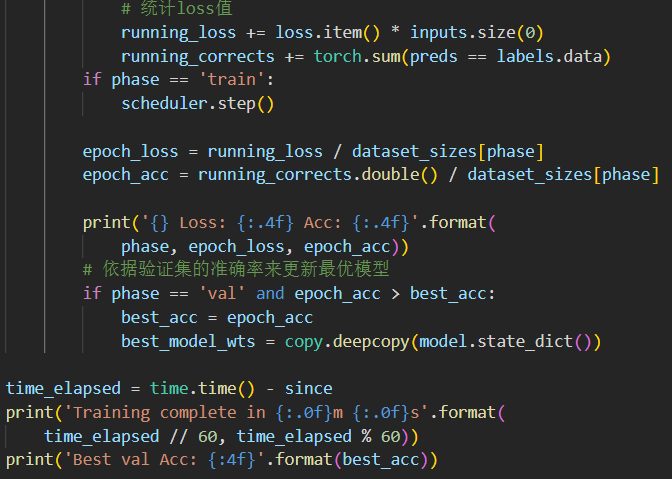 # 统计loss值
running_loss += loss.item() * inputs.size(0)
running_corrects += torch.sum(preds == labels.data)
if phase == 'train':
scheduler.step()
epoch_loss = running_loss / dataset_sizes[phase]
epoch_acc = running_corrects.double() / dataset_sizes[phase]
print('{} Loss: {:.4f} Acc: {:.4f}'.format(
phase, epoch_loss, epoch_acc))
# 依据验证集的准确率来更新最优模型
if phase == 'val' and epoch_acc > best_acc:
best_acc = epoch_acc
best_model_wts = copy.deepcopy(model.state_dict())
time_elapsed = time.time() - since
print('Training complete in {:.0f}m {:.0f}s'.format(
time_elapsed // 60, time_elapsed % 60))
print('Best val Acc: {:4f}'.format(best_acc))